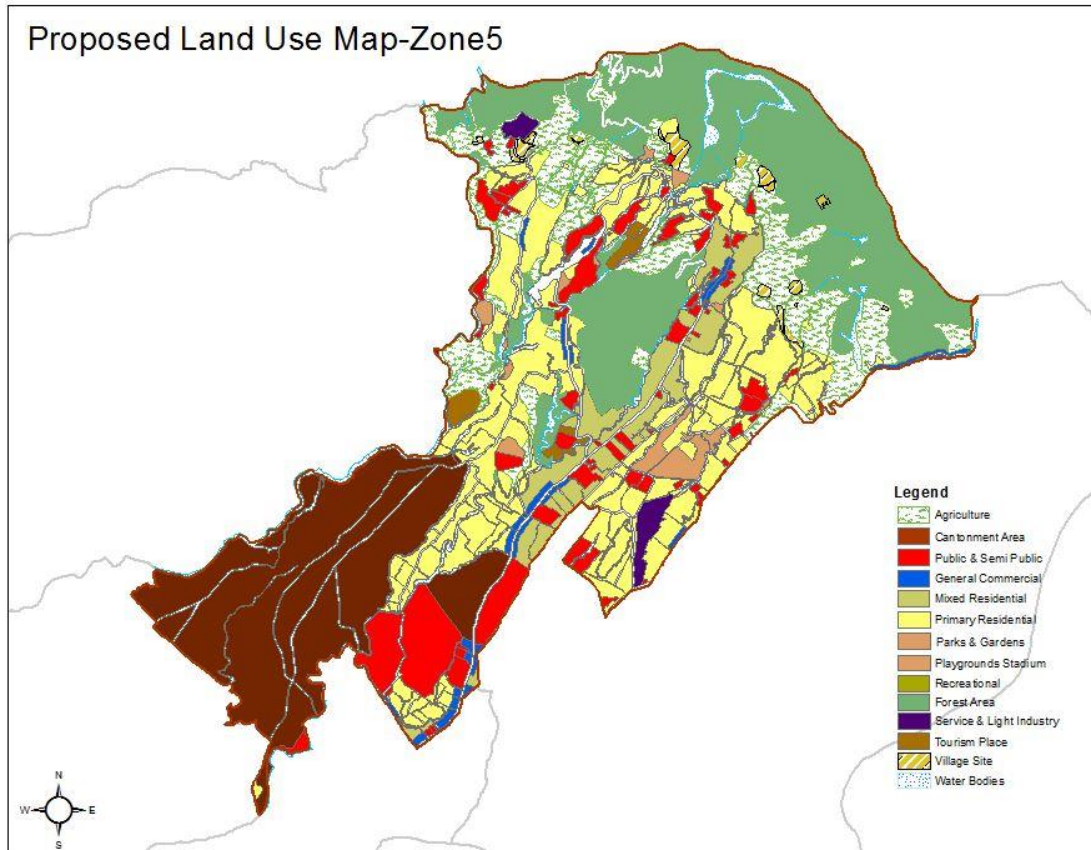 Proposed Land Use Map-Zone5
Legend
Agriculture
Cantonment Area
Public & Semi Public
General Commercial
Mixed Residential
Primary Residential
Parks & Gardens
Playgrounds Stadium
Recreational
Forest Area
Service & Light Industry
Tourism Place
Village Site
Water Bodies
N
W
E
S